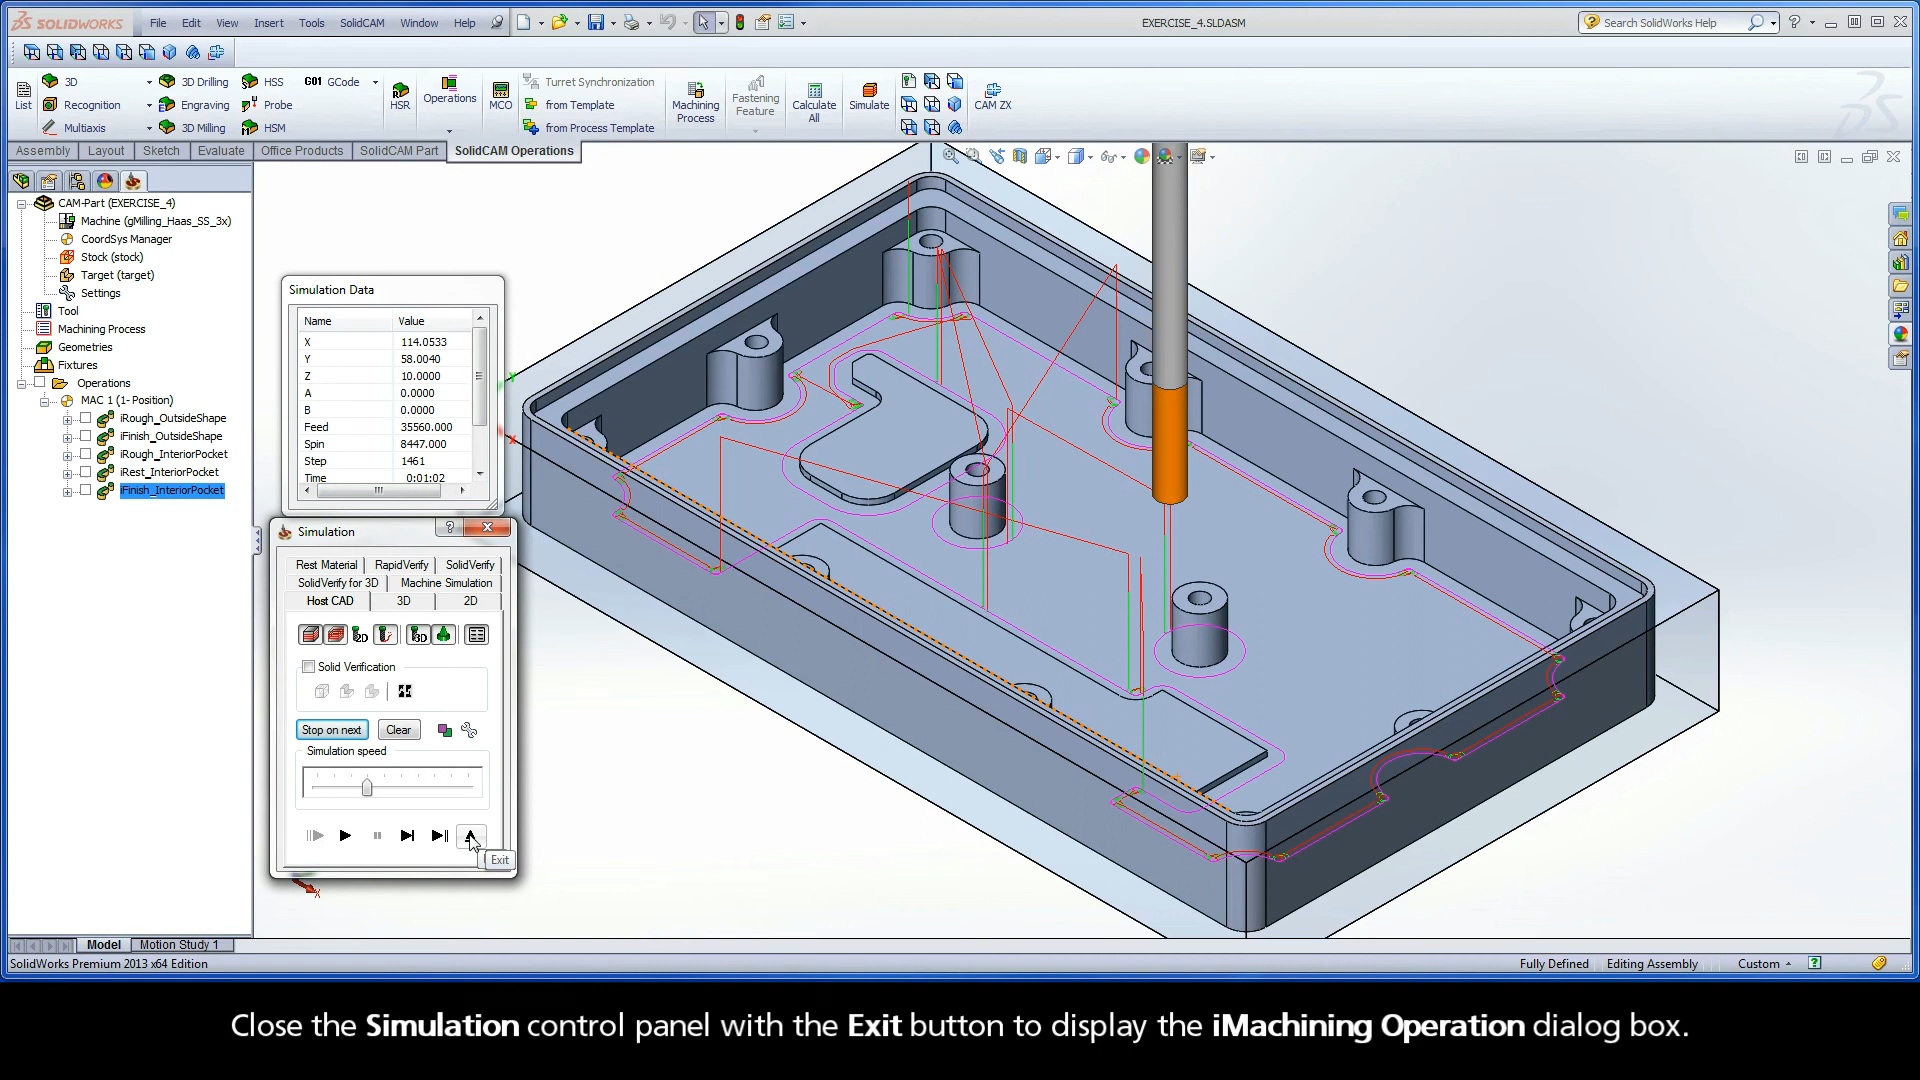 SOLIDWORKS File Edit View Insert Tools SolidCAM Window Help EXERCISE_4.SLDASM Search SolidWorks Help
3D 3D Drilling HSS G01 GCode Turret Synchronization
List Recognition Engraving Probe HSR Operations MCO from Template Machining Process Fastening Feature Calculate All Simulate CAM ZX
Multiaxis 3D Milling HSM from Process Template
Assembly Layout Sketch Evaluate Office Products SolidCAM Part SolidCAM Operations
CAM-Part (EXERCISE_4)
Machine (gMilling_Haas_SS_3x)
CoordSys Manager
Stock (stock)
Target (target)
Settings
Tool
Machining Process
Geometries
Fixtures
Operations
MAC 1 (1- Position)
iRough_OutsideShape
iFinish_OutsideShape
iRough_InteriorPocket
iRest_InteriorPocket
iFinish_InteriorPocket
Simulation Data
Name Value
X 114.0533
Y 58.0040
Z 10.0000
A 0.0000
B 0.0000
Feed 35560.000
Spin 8447.000
Step 1461
Time 0:01:02
Simulation
Rest Material RapidVerify SolidVerify
SolidVerify for 3D Machine Simulation
Host CAD 3D 2D
2D 3D
Solid Verification
Stop on next Clear
Simulation speed
Exit
Y
X
X
Model Motion Study 1
SolidWorks Premium 2013 x64 Edition Fully Defined Editing Assembly Custom
Close the Simulation control panel with the Exit button to display the iMachining Operation dialog box.